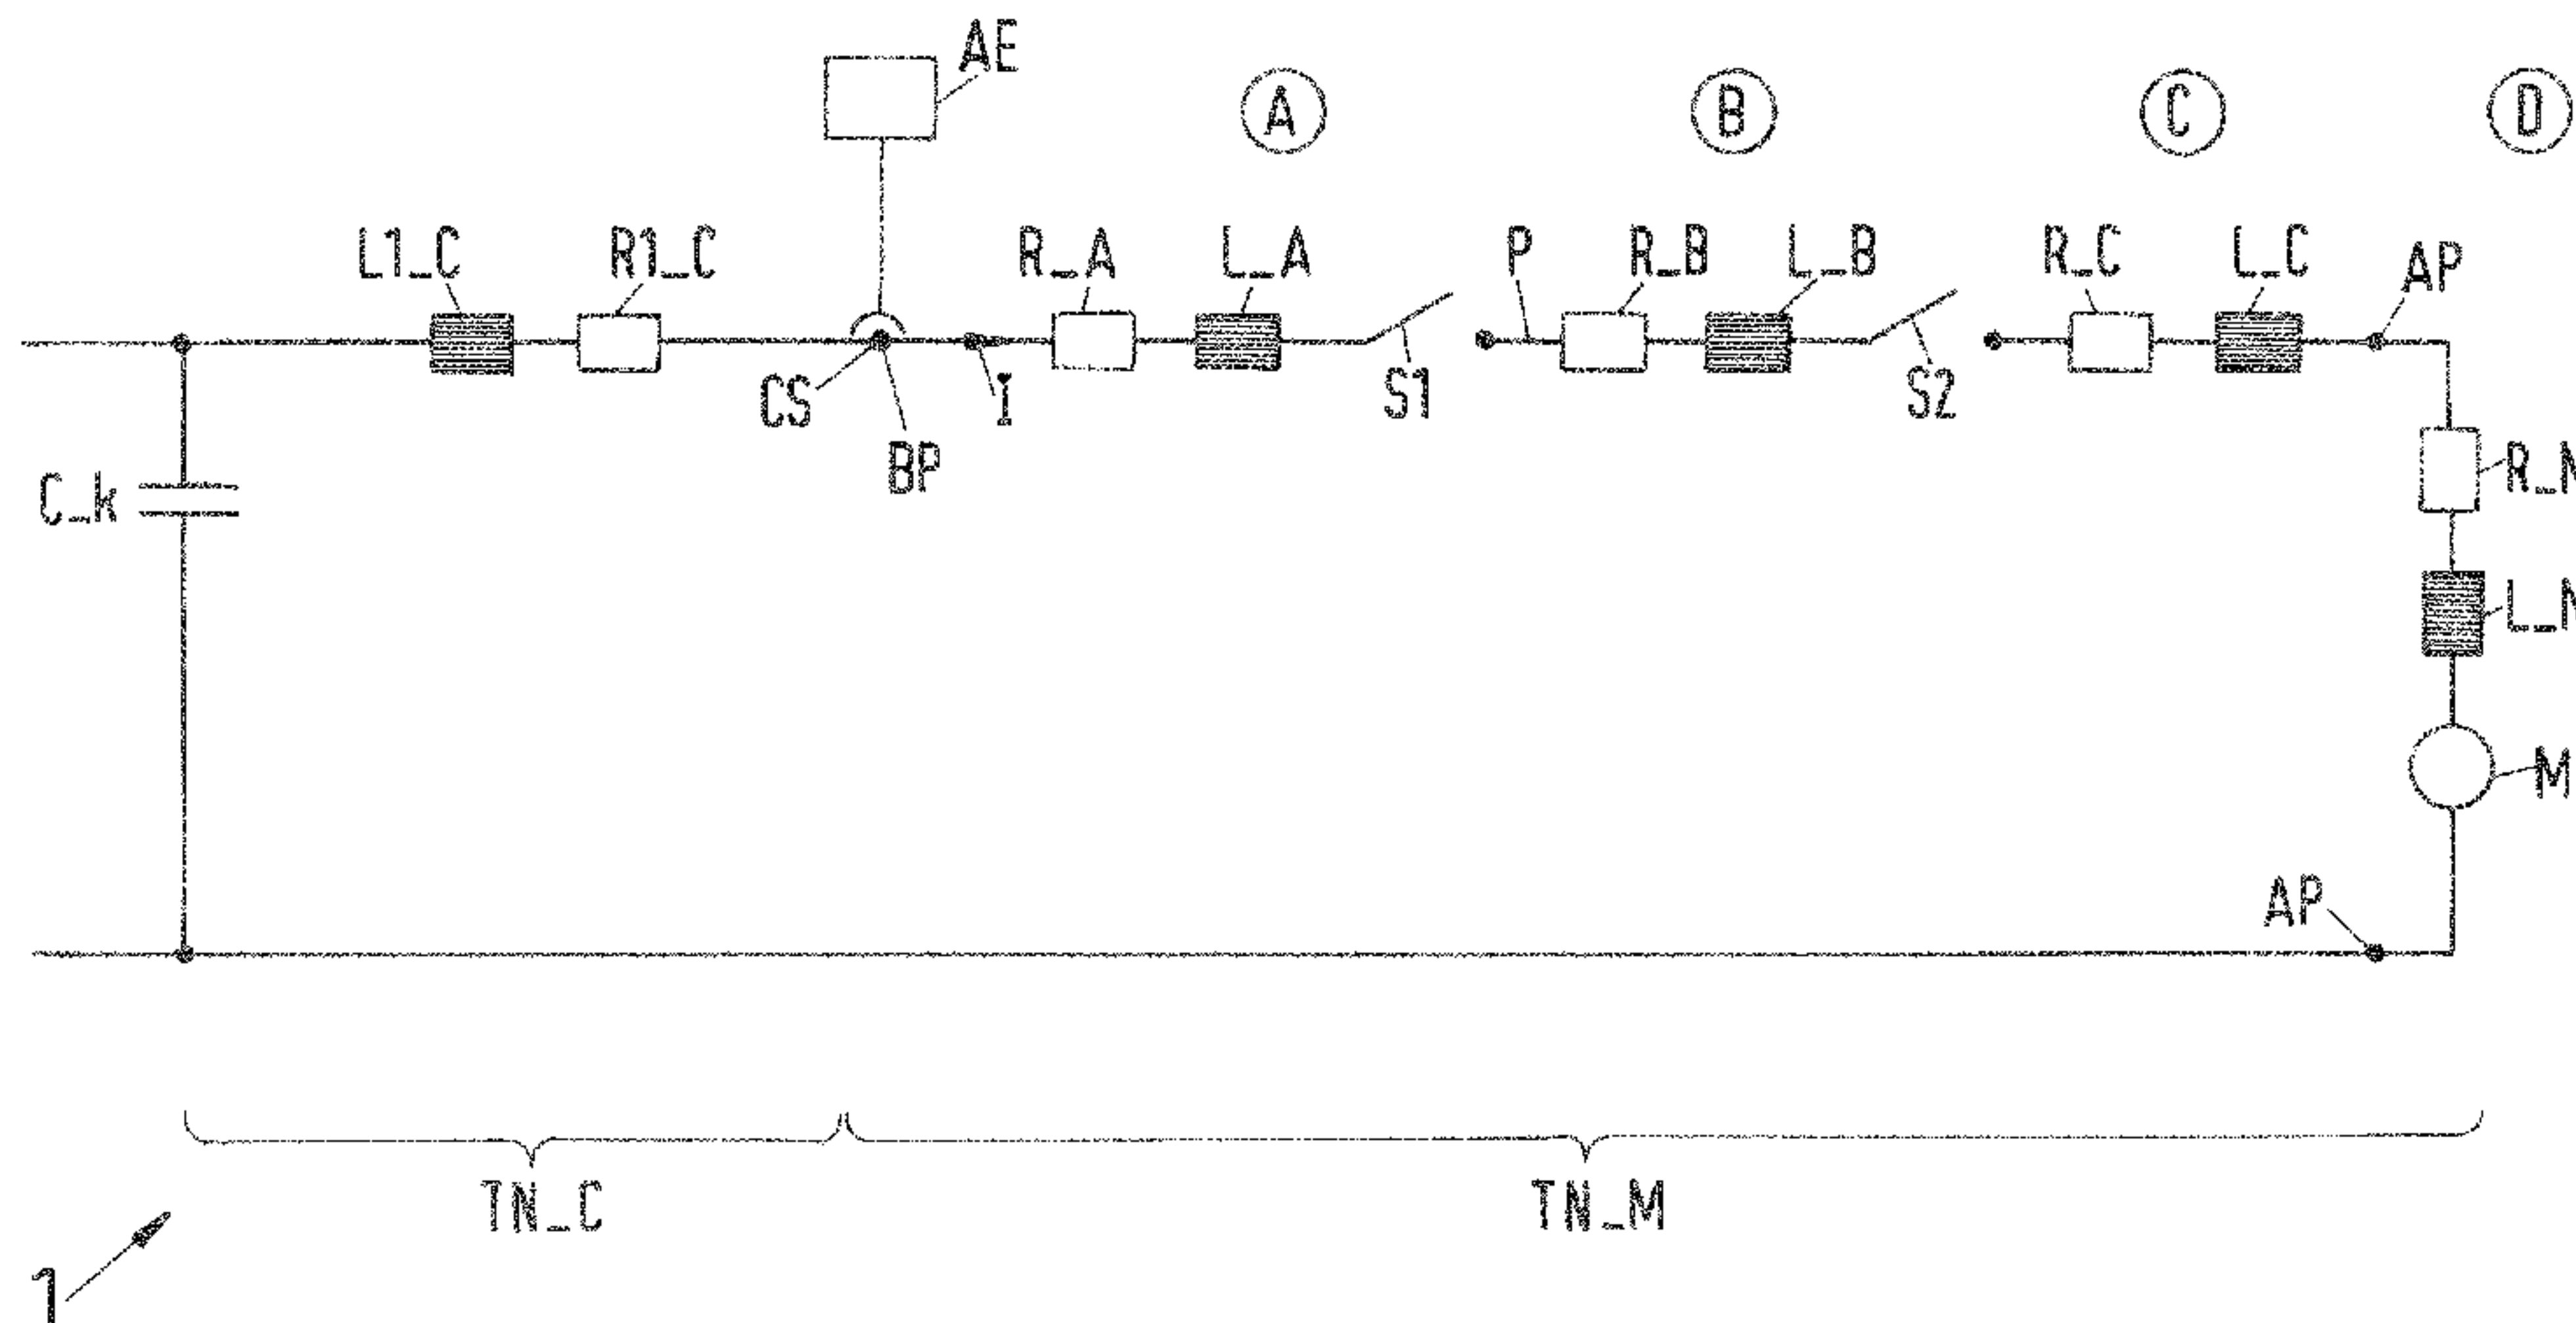 AE
A
B
C
D
L1_C
R1_C
R_A
L_A
P
R_B
L_B
R_C
L_C
AP
CS
I
S1
S2
BP
C_k
M
AP
TN_C
TN_M
1